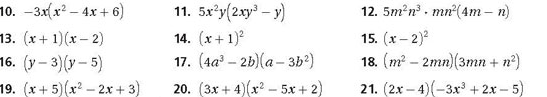 10. −3x(x² − 4x + 6) 11. 5x²y(2xy³ − y) 12. 5m²n³ · mn²(4m − n)
13. (x + 1)(x − 2) 14. (x + 1)² 15. (x − 2)²
16. (y − 3)(y − 5) 17. (4a³ − 2b)(a − 3b²) 18. (m² − 2mn)(3mn + n²)
19. (x + 5)(x² − 2x + 3) 20. (3x + 4)(x² − 5x + 2) 21. (2x − 4)(−3x³ + 2x − 5)